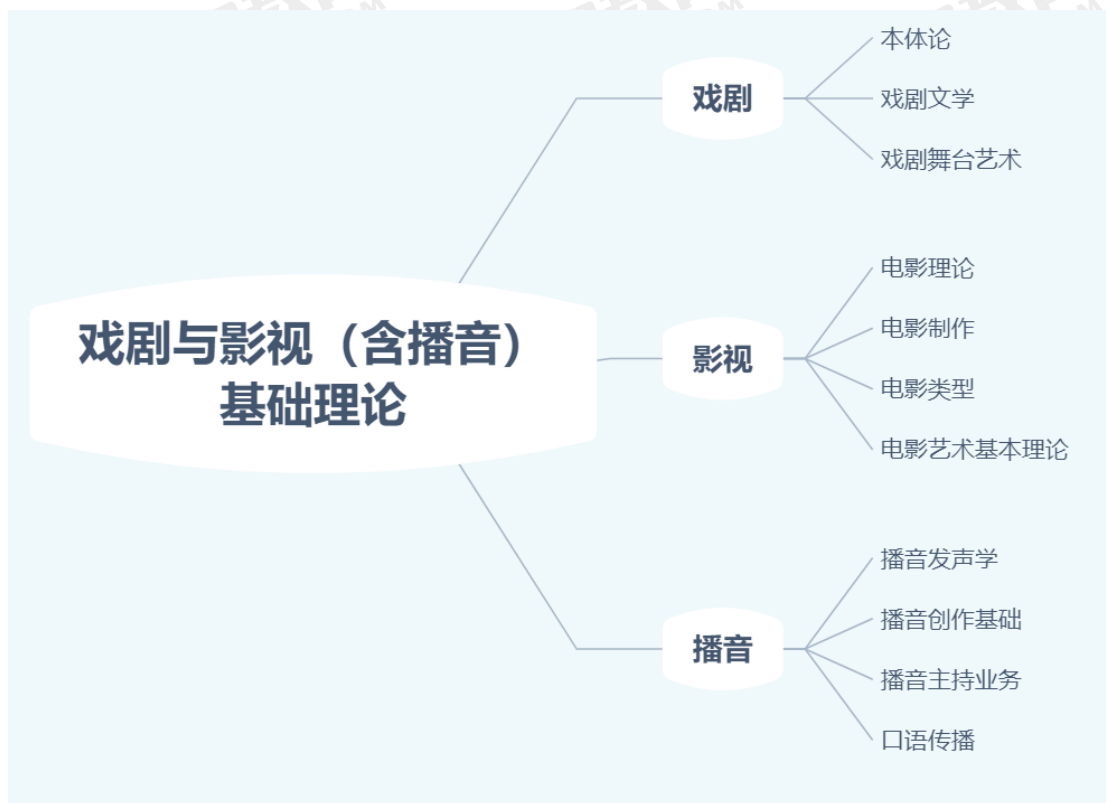 戏剧与影视（含播音）
基础理论
戏剧
本体论
戏剧文学
戏剧舞台艺术
影视
电影理论
电影制作
电影类型
电影艺术基本理论
播音
播音发声学
播音创作基础
播音主持业务
口语传播